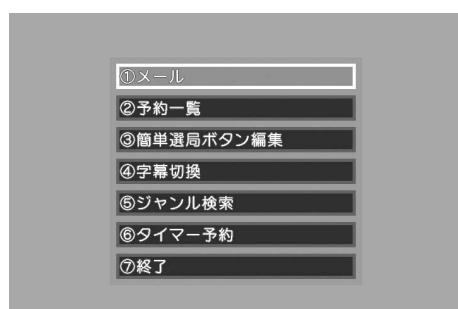 ①メール
②予約一覧
③簡単選局ボタン編集
④字幕切換
⑤ジャンル検索
⑥タイマー予約
⑦終了